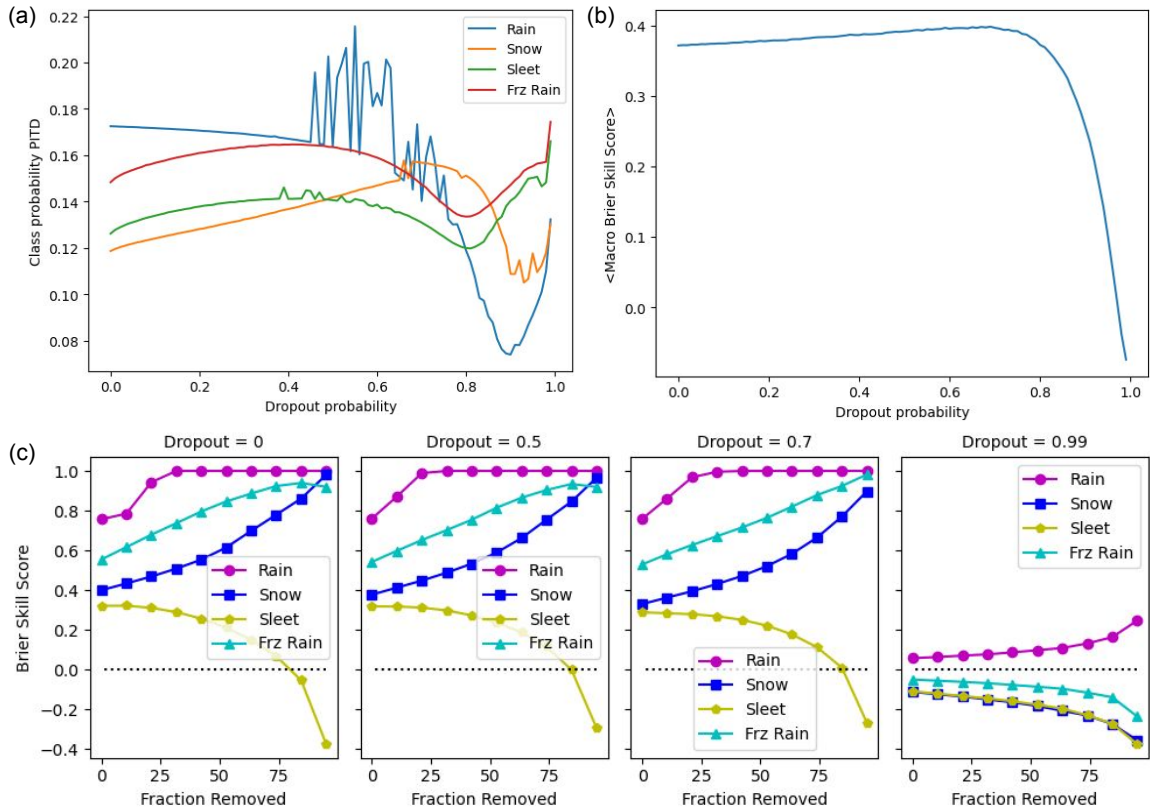 (a)
0.22
0.20
0.18
0.16
0.14
0.12
0.10
0.08
Class probability PITD
Rain
Snow
Sleet
Frz Rain
0.0 0.2 0.4 0.6 0.8 1.0
Dropout probability
(b)
0.4
0.3
0.2
0.1
0.0
<Macro Brier Skill Score>
0.0 0.2 0.4 0.6 0.8 1.0
Dropout probability
(c)
Brier Skill Score
1.0
0.8
0.6
0.4
0.2
0.0
−0.2
−0.4
Dropout = 0
Rain
Snow
Sleet
Frz Rain
0 25 50 75
Fraction Removed
Dropout = 0.5
Rain
Snow
Sleet
Frz Rain
0 25 50 75
Fraction Removed
Dropout = 0.7
Rain
Snow
Sleet
Frz Rain
0 25 50 75
Fraction Removed
Dropout = 0.99
Rain
Snow
Sleet
Frz Rain
0 25 50 75
Fraction Removed